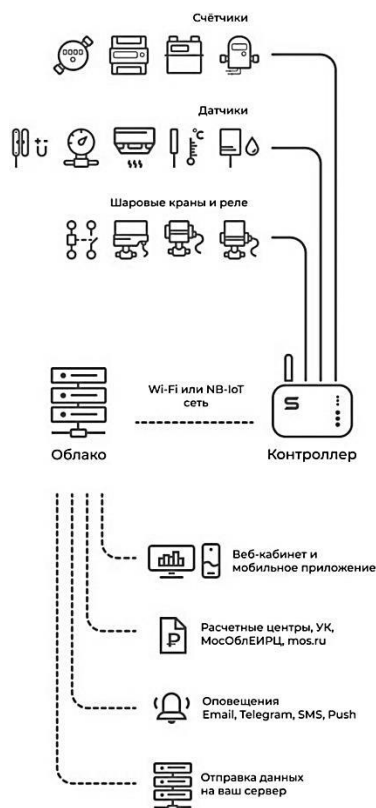 Счётчики
Датчики
+-
°C
Шаровые краны и реле
Wi-Fi или NB-IoT
сеть
S
Облако
Контроллер
Веб-кабинет и
мобильное приложение
₽
Расчетные центры, УК,
МосОблЕИРЦ, mos.ru
Оповещения
Email, Telegram, SMS, Push
Отправка данных
на ваш сервер